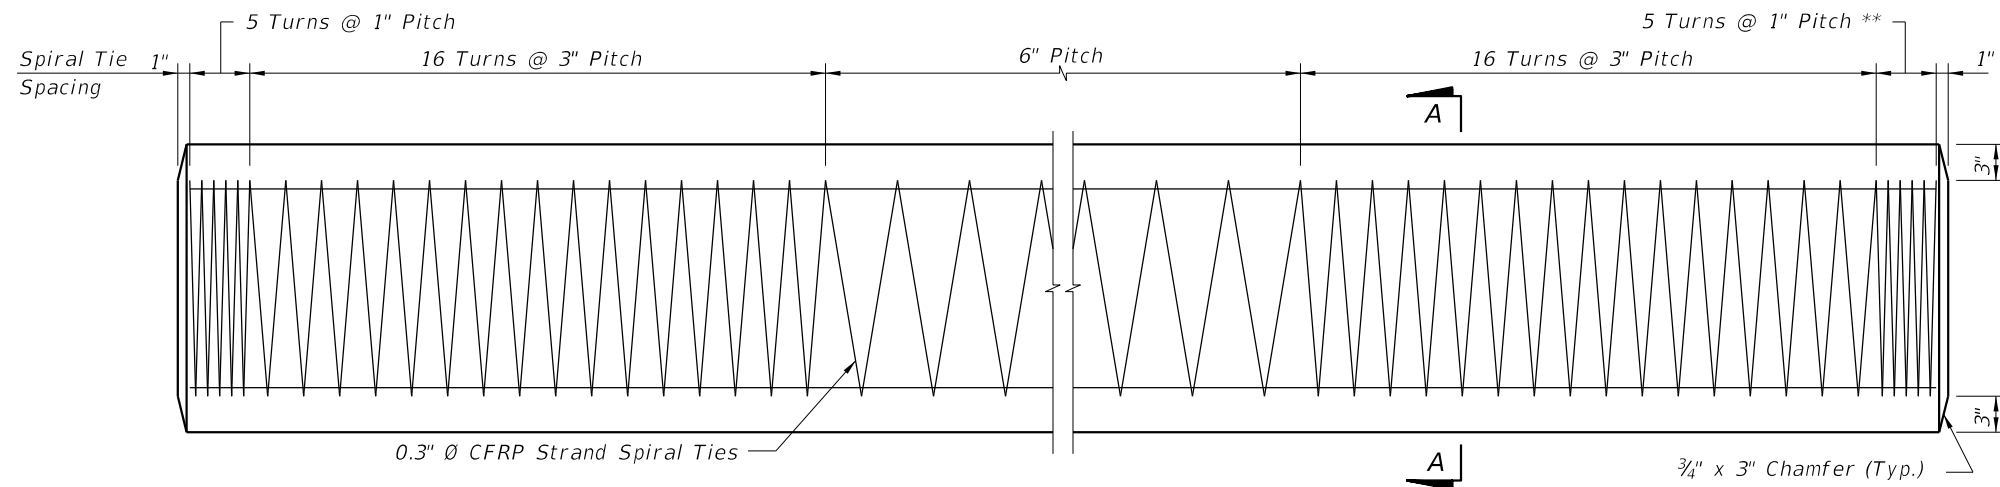 5 Turns @ 1" Pitch
5 Turns @ 1" Pitch **
Spiral Tie
Spacing
1"
16 Turns @ 3" Pitch
6" Pitch
16 Turns @ 3" Pitch
1"
A
3"
3"
0.3" Ø CFRP Strand Spiral Ties
A
¾" x 3" Chamfer (Typ.)